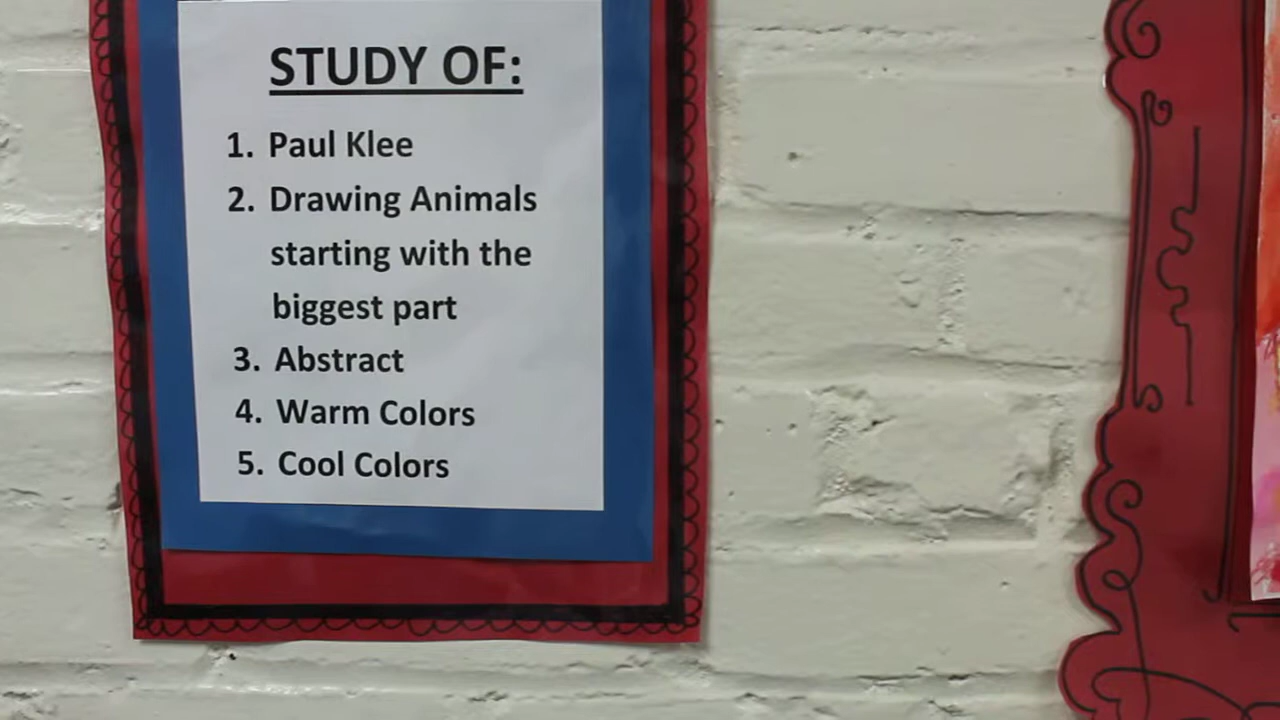 STUDY OF:
1. Paul Klee
2. Drawing Animals
starting with the
biggest part
3. Abstract
4. Warm Colors
5. Cool Colors